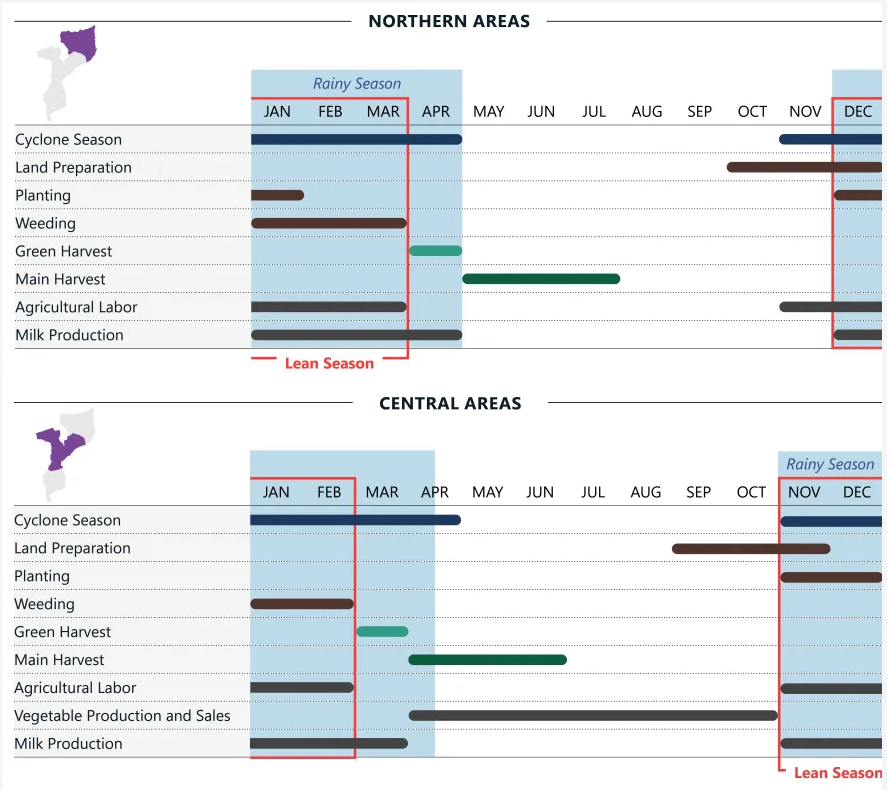 NORTHERN AREAS
Rainy Season
JAN FEB MAR APR MAY JUN JUL AUG SEP OCT NOV DEC
Cyclone Season
Land Preparation
Planting
Weeding
Green Harvest
Main Harvest
Agricultural Labor
Milk Production
Lean Season
CENTRAL AREAS
Rainy Season
JAN FEB MAR APR MAY JUN JUL AUG SEP OCT NOV DEC
Cyclone Season
Land Preparation
Planting
Weeding
Green Harvest
Main Harvest
Agricultural Labor
Vegetable Production and Sales
Milk Production
Lean Season